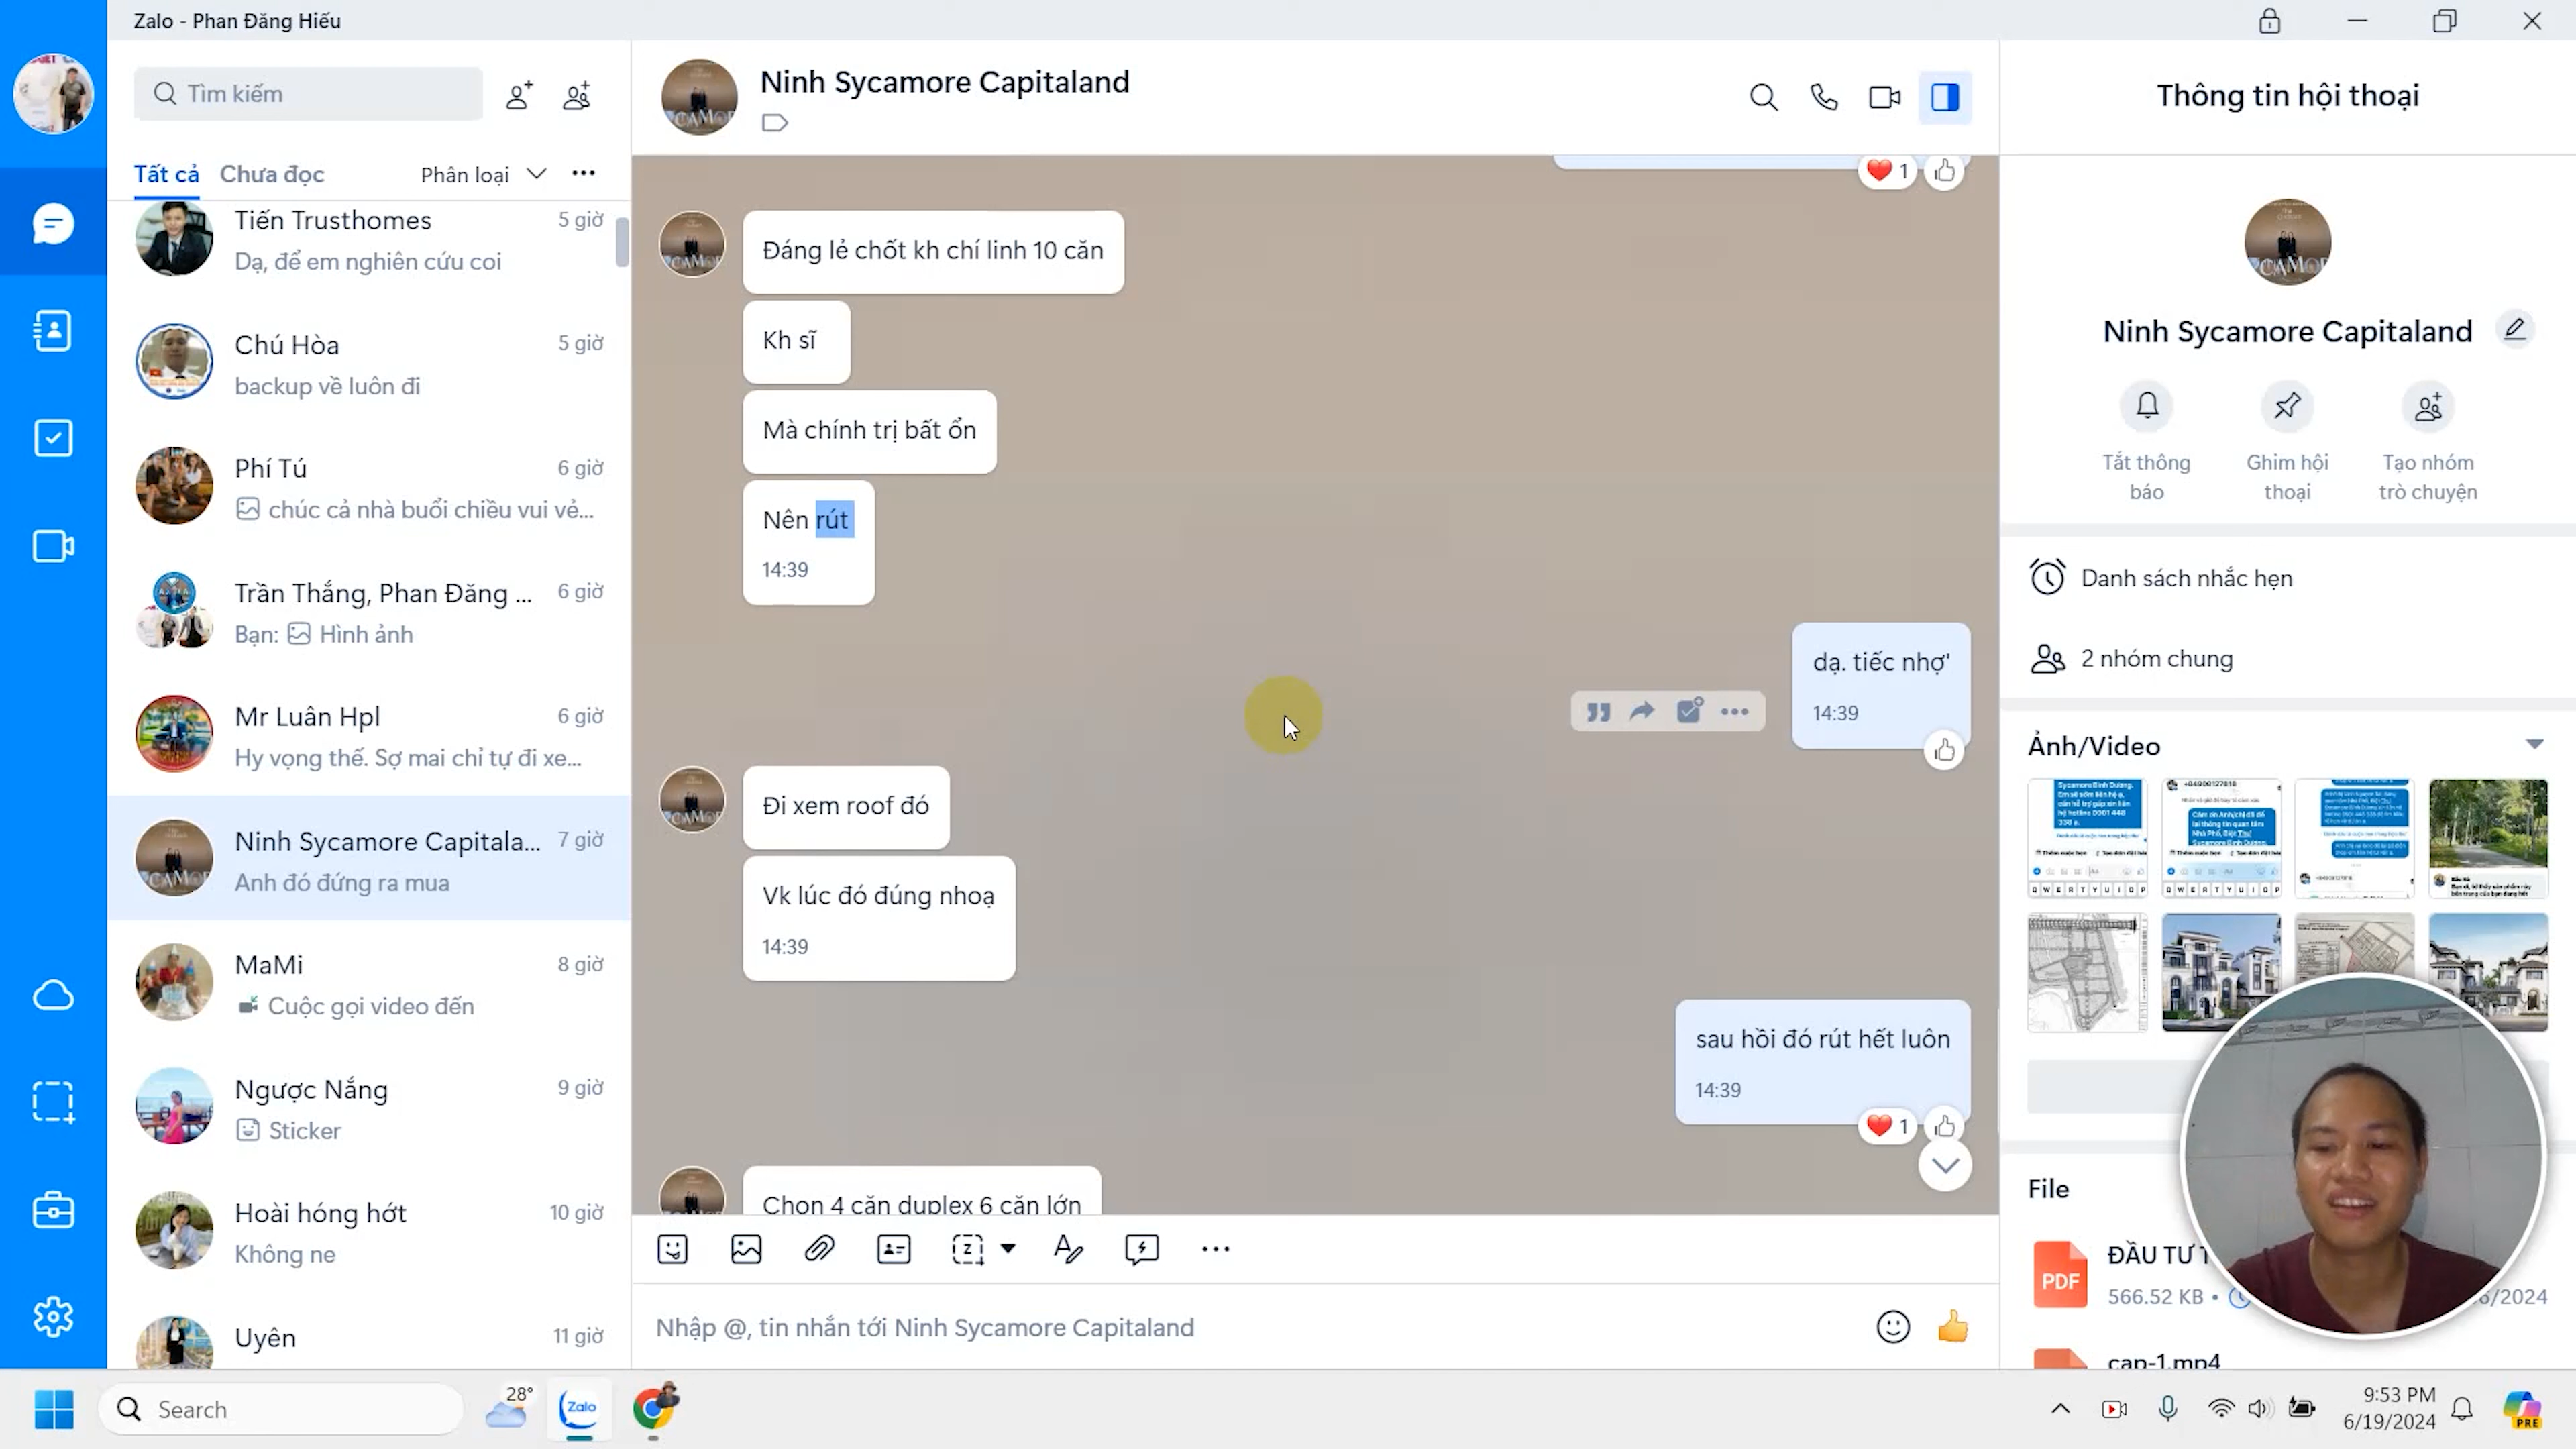 Zalo - Phan Đăng Hiếu
Tìm kiếm
Tất cả
Chưa đọc
Phân loại
Tiến Trusthomes
5 giờ
Dạ, để em nghiên cứu coi
Chú Hòa
5 giờ
backup về luôn đi
Phí Tú
6 giờ
chúc cả nhà buổi chiều vui vẻ...
Trần Thắng, Phan Đăng ...
6 giờ
Bạn: Hình ảnh
Mr Luân Hpl
6 giờ
Hy vọng thế. Sợ mai chỉ tự đi xe...
Ninh Sycamore Capitala...
7 giờ
Anh đó đứng ra mua
MaMi
8 giờ
Cuộc gọi video đến
Ngược Nắng
9 giờ
Sticker
Hoài hóng hớt
10 giờ
Không ne
Uyên
11 giờ
Ninh Sycamore Capitaland
1
Đáng lẻ chốt kh chí linh 10 căn
Kh sĩ
Mà chính trị bất ổn
Nên rút
14:39
dạ. tiếc nhợ'
14:39
Đi xem roof đó
Vk lúc đó đúng nhoạ
14:39
sau hồi đó rút hết luôn
14:39
1
Chọn 4 căn duplex 6 căn lớn
Nhập @, tin nhắn tới Ninh Sycamore Capitaland
Thông tin hội thoại
Ninh Sycamore Capitaland
Tắt thông
báo
Ghim hội
thoại
Tạo nhóm
trò chuyện
Danh sách nhắc hẹn
2 nhóm chung
Ảnh/Video
File
PDF
ĐẦU TƯ
566.52 KB •
/2024
cap-1.mp4
Search
28°
Zalo
9:53 PM
6/19/2024
PRE